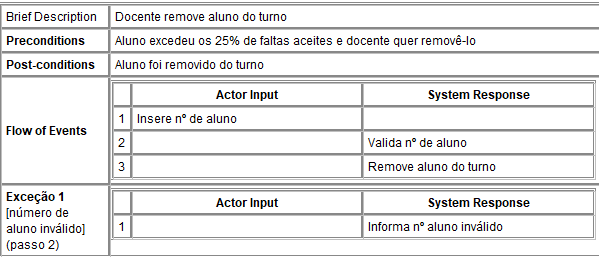 Brief Description Docente remove aluno do turno
Preconditions Aluno excedeu os 25% de faltas aceites e docente quer removê-lo
Post-conditions Aluno foi removido do turno
Flow of Events
Actor Input System Response
1 Insere nº de aluno
2 Valida nº de aluno
3 Remove aluno do turno
Exceção 1
[número de
aluno inválido]
(passo 2)
Actor Input System Response
1 Informa nº aluno inválido